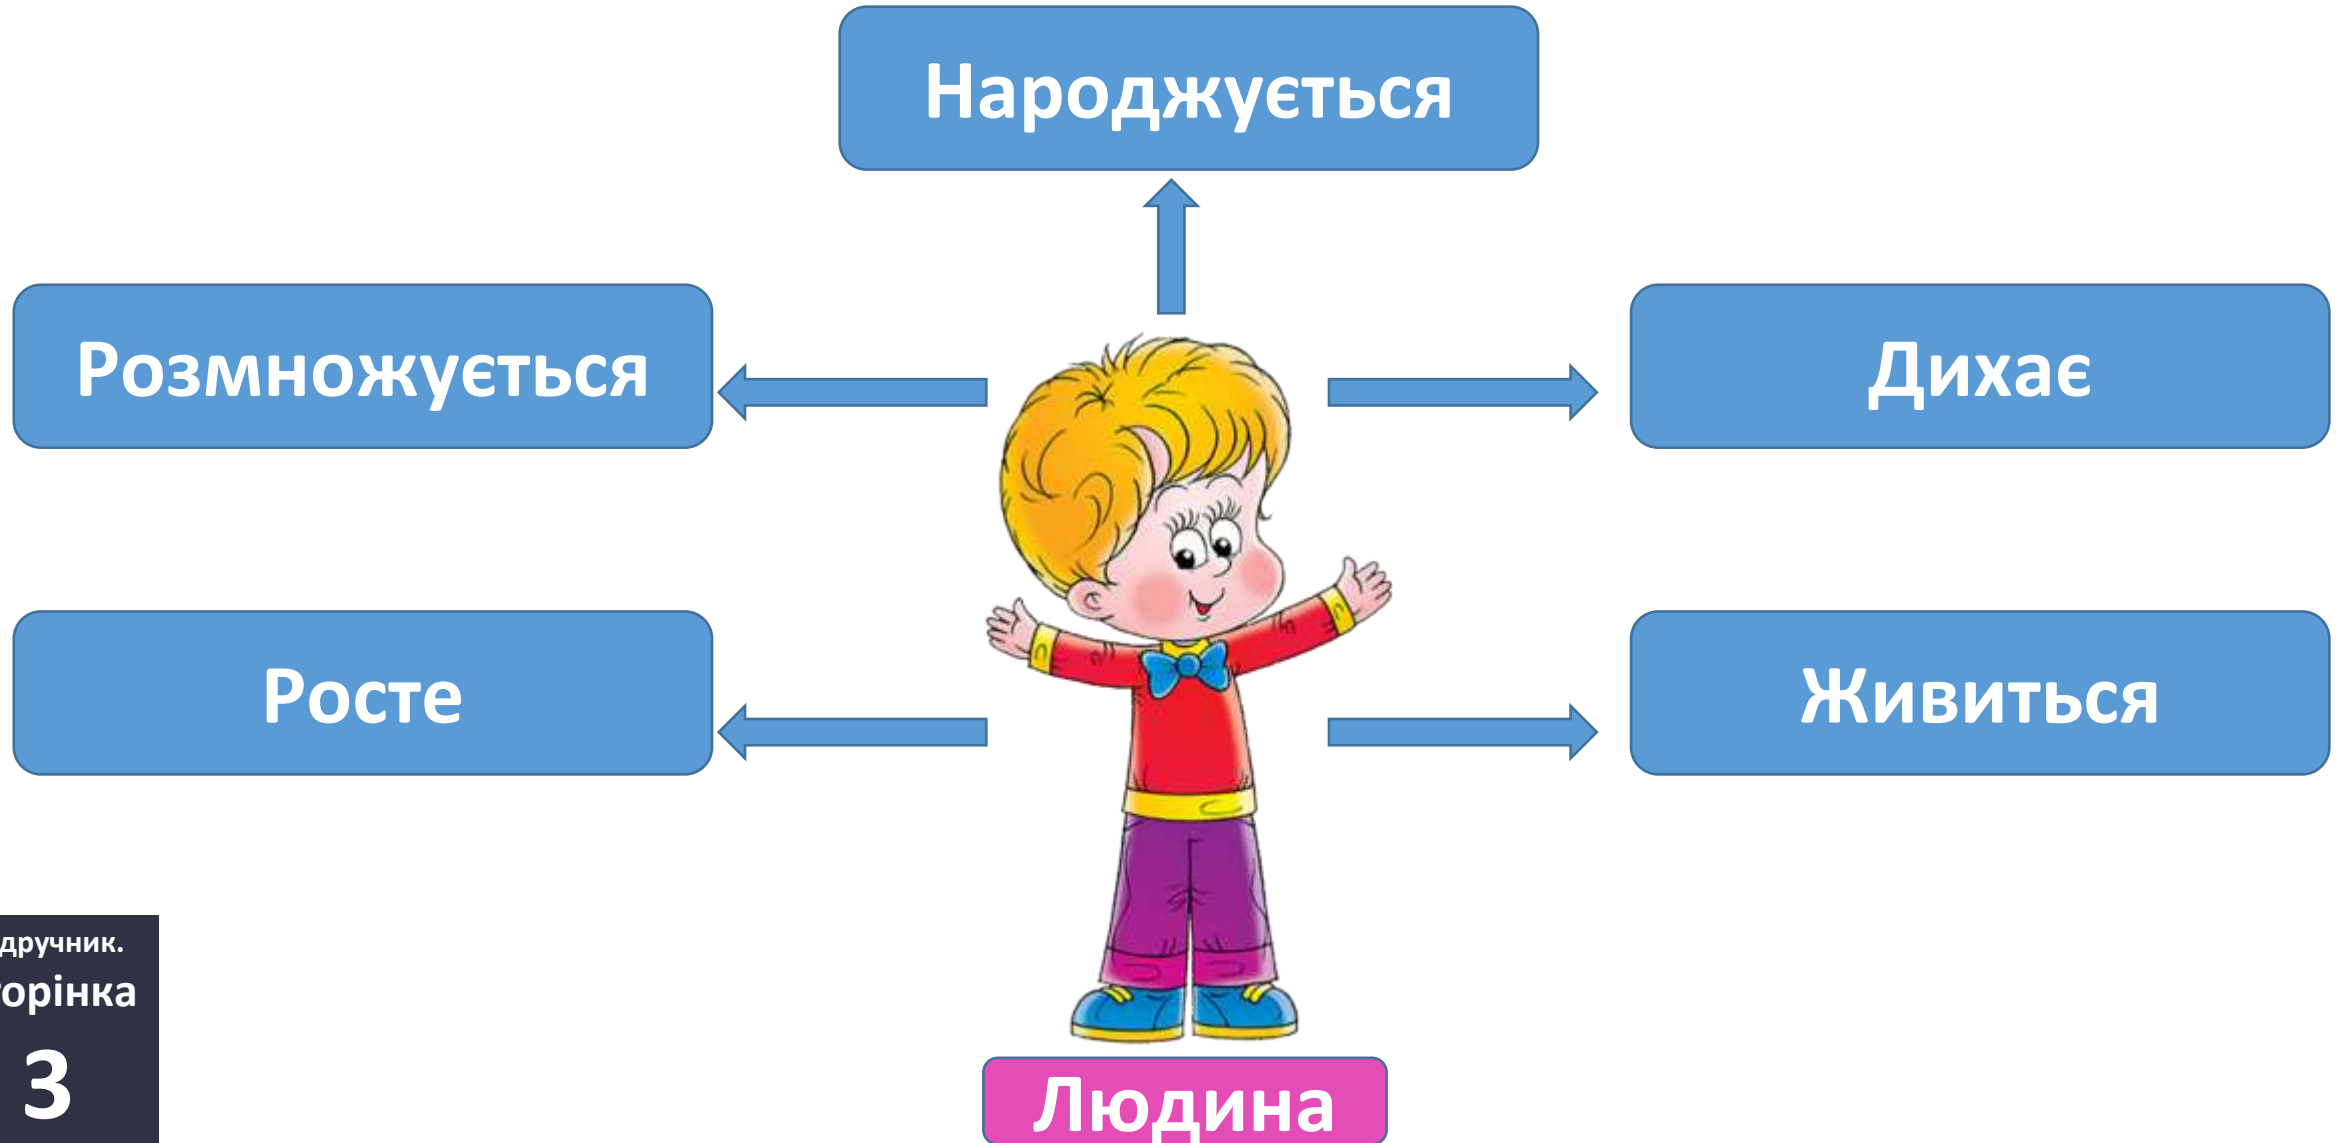 Народжується
Розмножується
Дихає
Росте
Живиться
дручник.
орінка
3
Людина